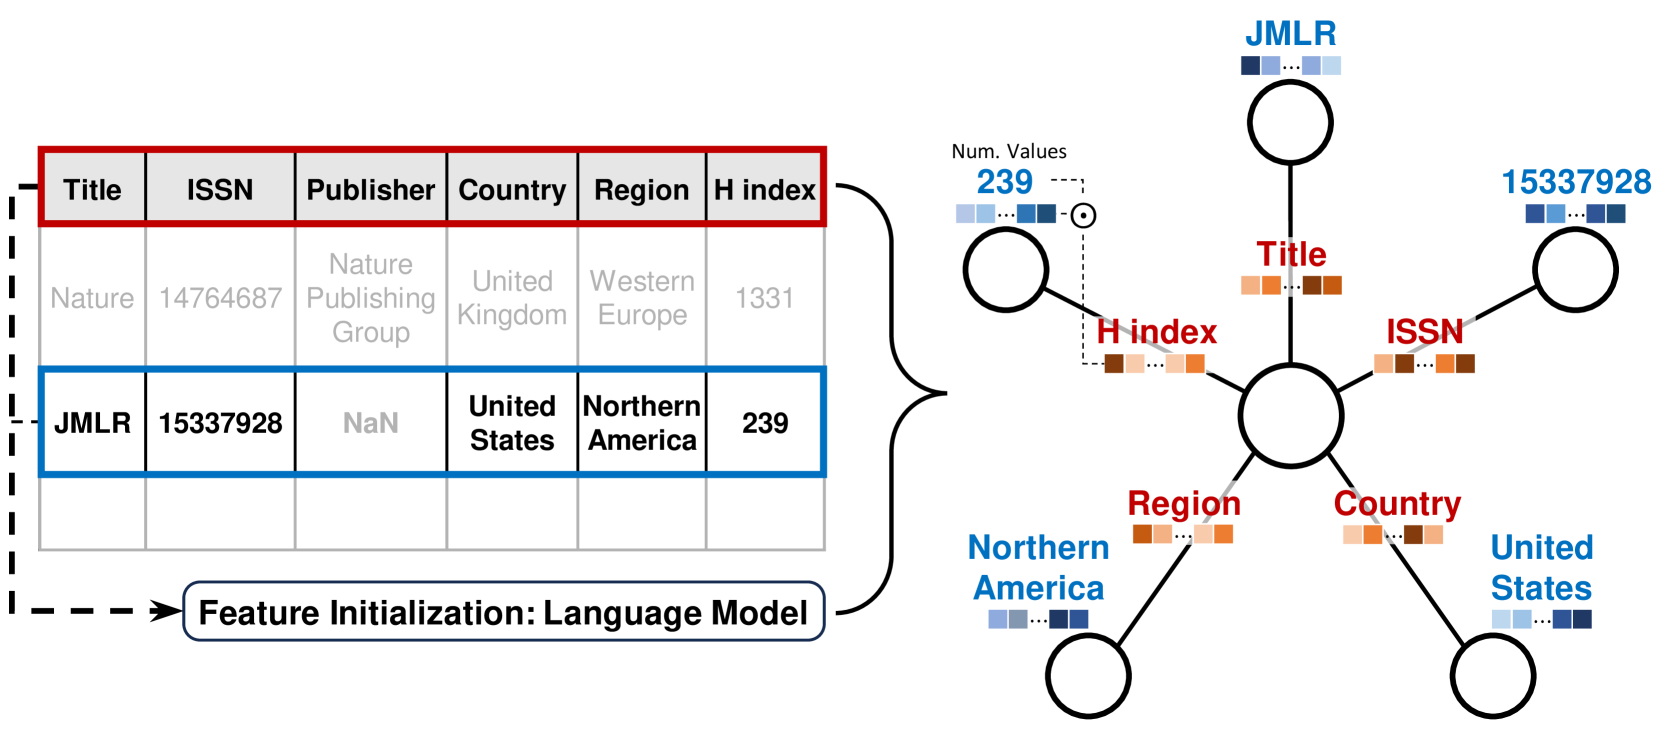 Title ISSN Publisher Country Region H index
Nature 14764687 Nature Publishing Group United Kingdom Western Europe 1331
JMLR 15337928 NaN United States Northern America 239
Feature Initialization: Language Model
JMLR
Num. Values
239
15337928
Title
H index
ISSN
Region
Country
Northern
America
United
States